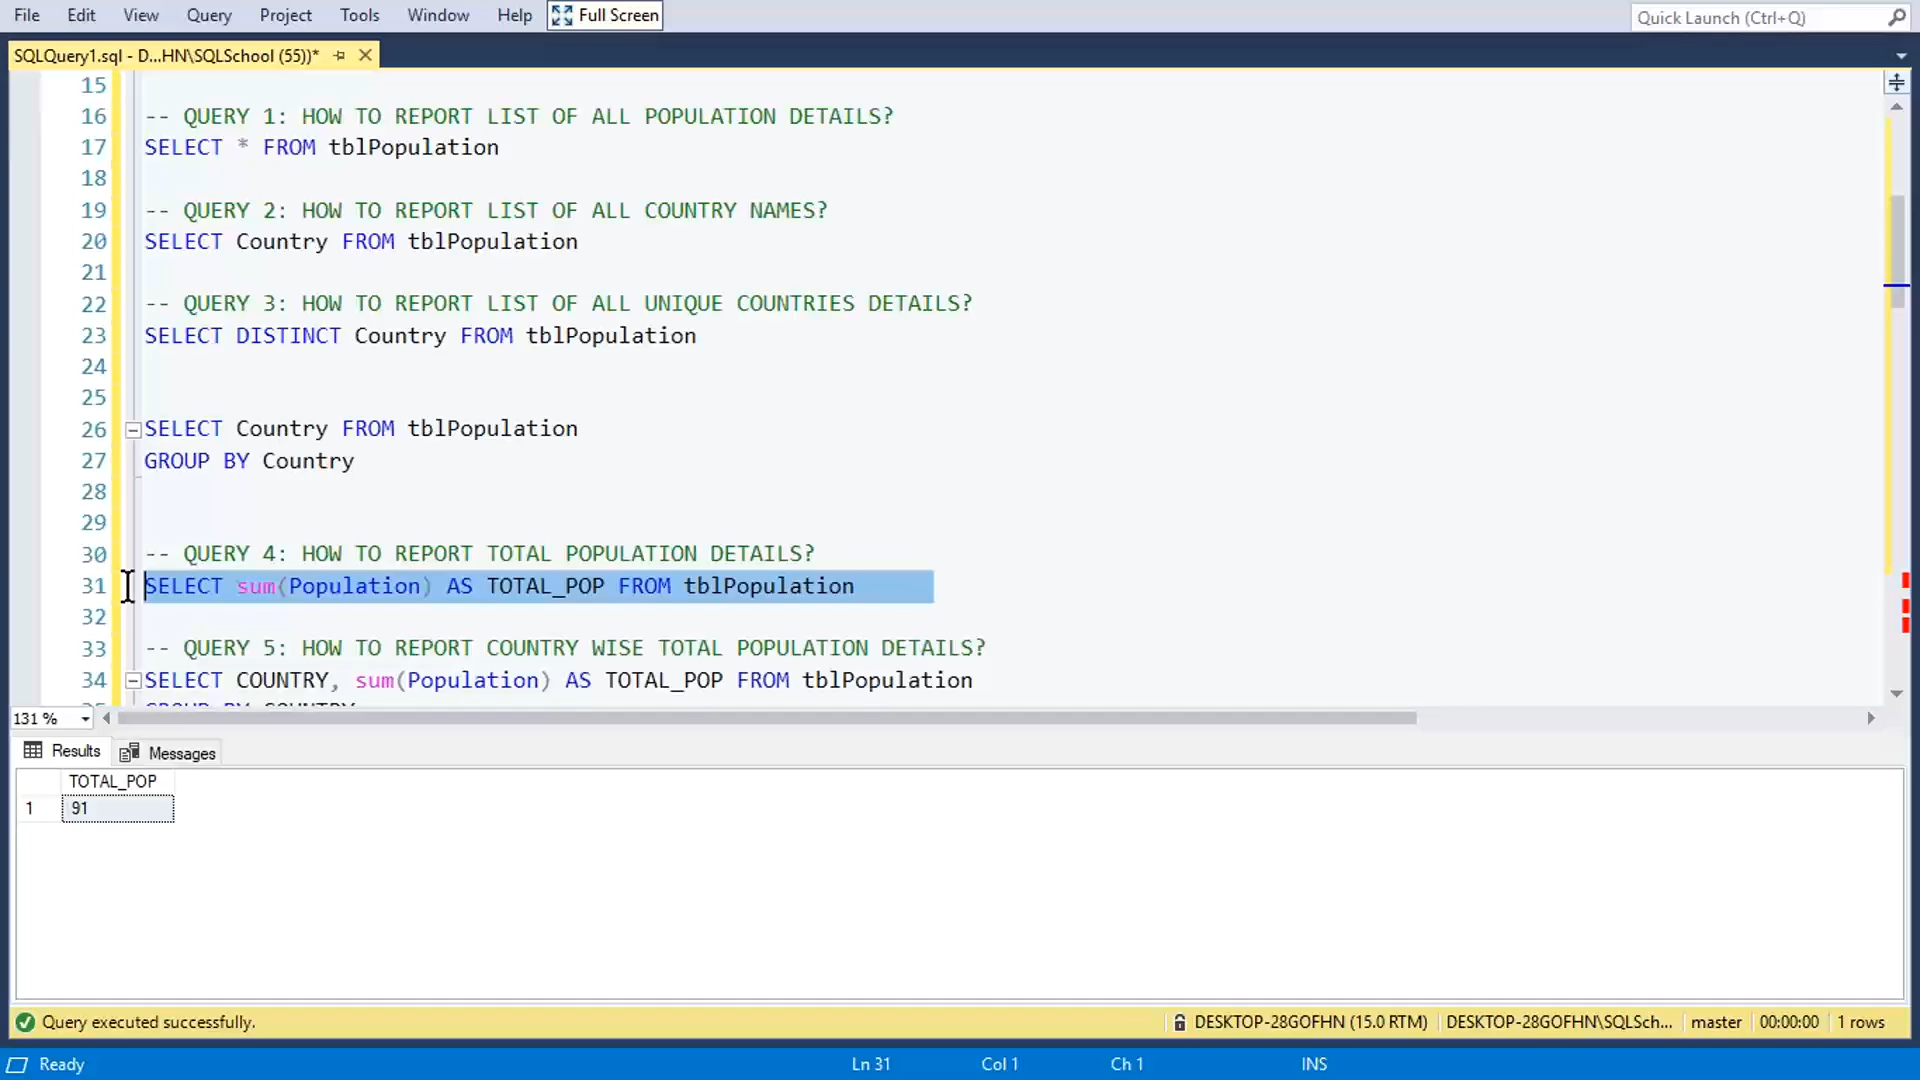 File Edit View Query Project Tools Window Help Full Screen Quick Launch (Ctrl+Q)
SQLQuery1.sql - D...HN\SQLSchool (55))*
15
16 -- QUERY 1: HOW TO REPORT LIST OF ALL POPULATION DETAILS?
17 SELECT * FROM tblPopulation
18
19 -- QUERY 2: HOW TO REPORT LIST OF ALL COUNTRY NAMES?
20 SELECT Country FROM tblPopulation
21
22 -- QUERY 3: HOW TO REPORT LIST OF ALL UNIQUE COUNTRIES DETAILS?
23 SELECT DISTINCT Country FROM tblPopulation
24
25
26 SELECT Country FROM tblPopulation
27 GROUP BY Country
28
29
30 -- QUERY 4: HOW TO REPORT TOTAL POPULATION DETAILS?
31 SELECT sum(Population) AS TOTAL_POP FROM tblPopulation
32
33 -- QUERY 5: HOW TO REPORT COUNTRY WISE TOTAL POPULATION DETAILS?
34 SELECT COUNTRY, sum(Population) AS TOTAL_POP FROM tblPopulation
GROUP BY COUNTRY
131 %
Results Messages
TOTAL_POP
1 91
Query executed successfully. DESKTOP-28GOFHN (15.0 RTM) DESKTOP-28GOFHN\SQLSch... master 00:00:00 1 rows
Ready Ln 31 Col 1 Ch 1 INS